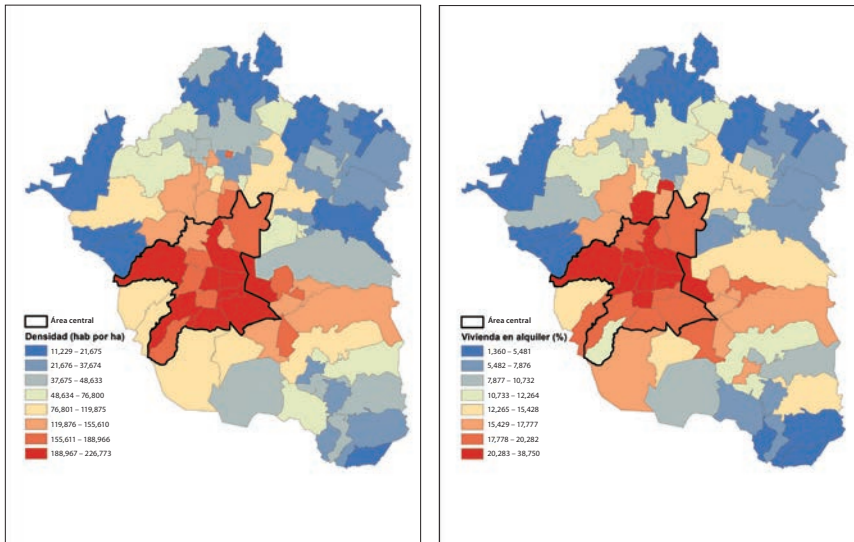 Área central
Densidad (hab por ha)
11,229 – 21,675
21,676 – 37,674
37,675 – 48,633
48,634 – 76,800
76,801 – 119,875
119,876 – 155,610
155,611 – 188,966
188,967 – 226,773
Área central
Vivienda en alquiler (%)
1,360 – 5,481
5,482 – 7,876
7,877 – 10,732
10,733 – 12,264
12,265 – 15,428
15,429 – 17,777
17,778 – 20,282
20,283 – 38,750